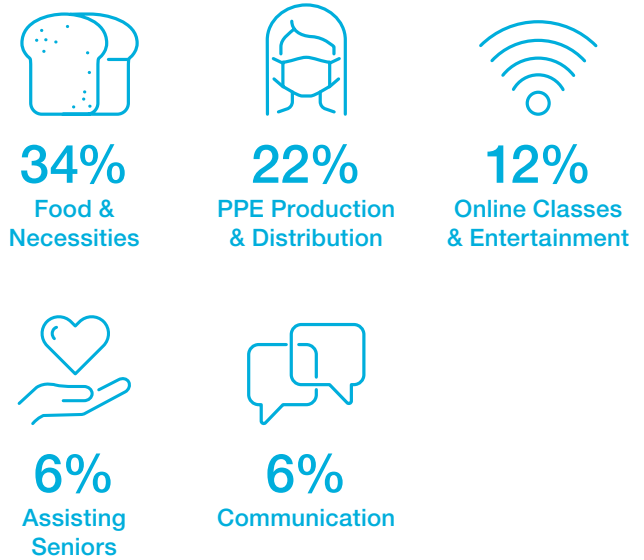 34%
Food &
Necessities
22%
PPE Production
& Distribution
12%
Online Classes
& Entertainment
6%
Assisting
Seniors
6%
Communication